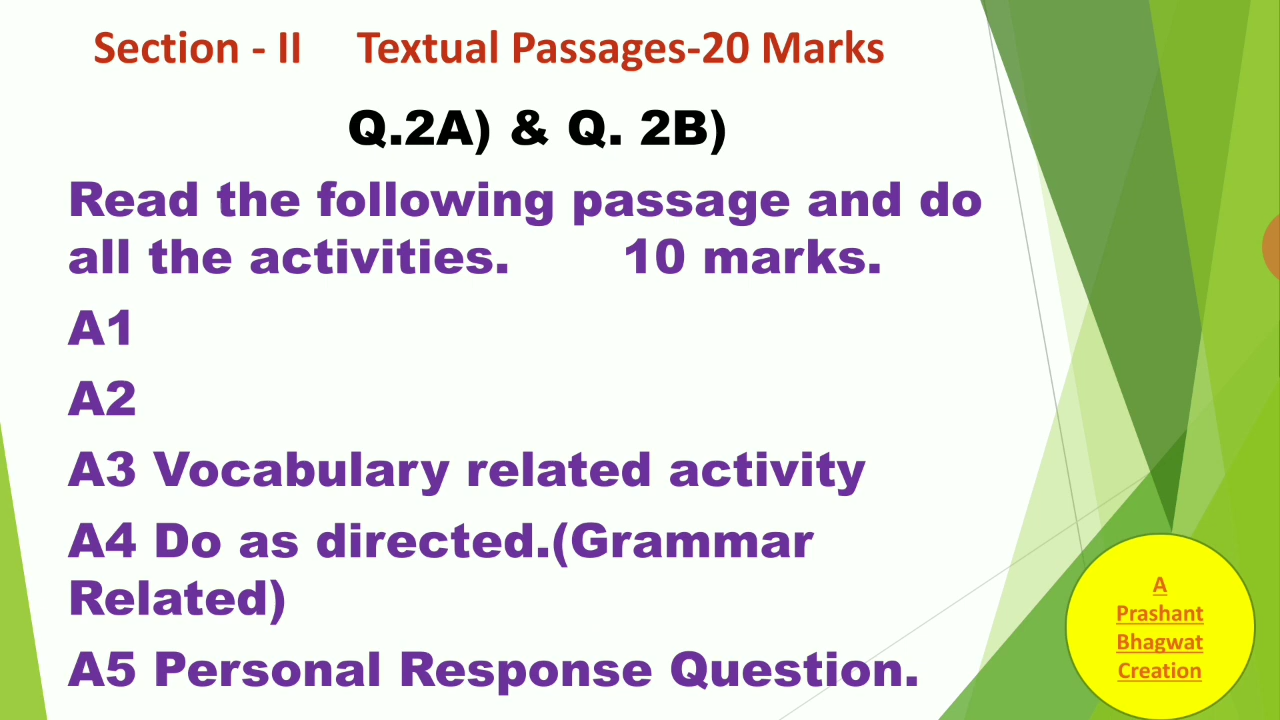 Section - II Textual Passages-20 Marks
Q.2A) & Q. 2B)
Read the following passage and do
all the activities. 10 marks.
A1
A2
A3 Vocabulary related activity
A4 Do as directed.(Grammar
Related)
A5 Personal Response Question.
A
Prashant
Bhagwat
Creation